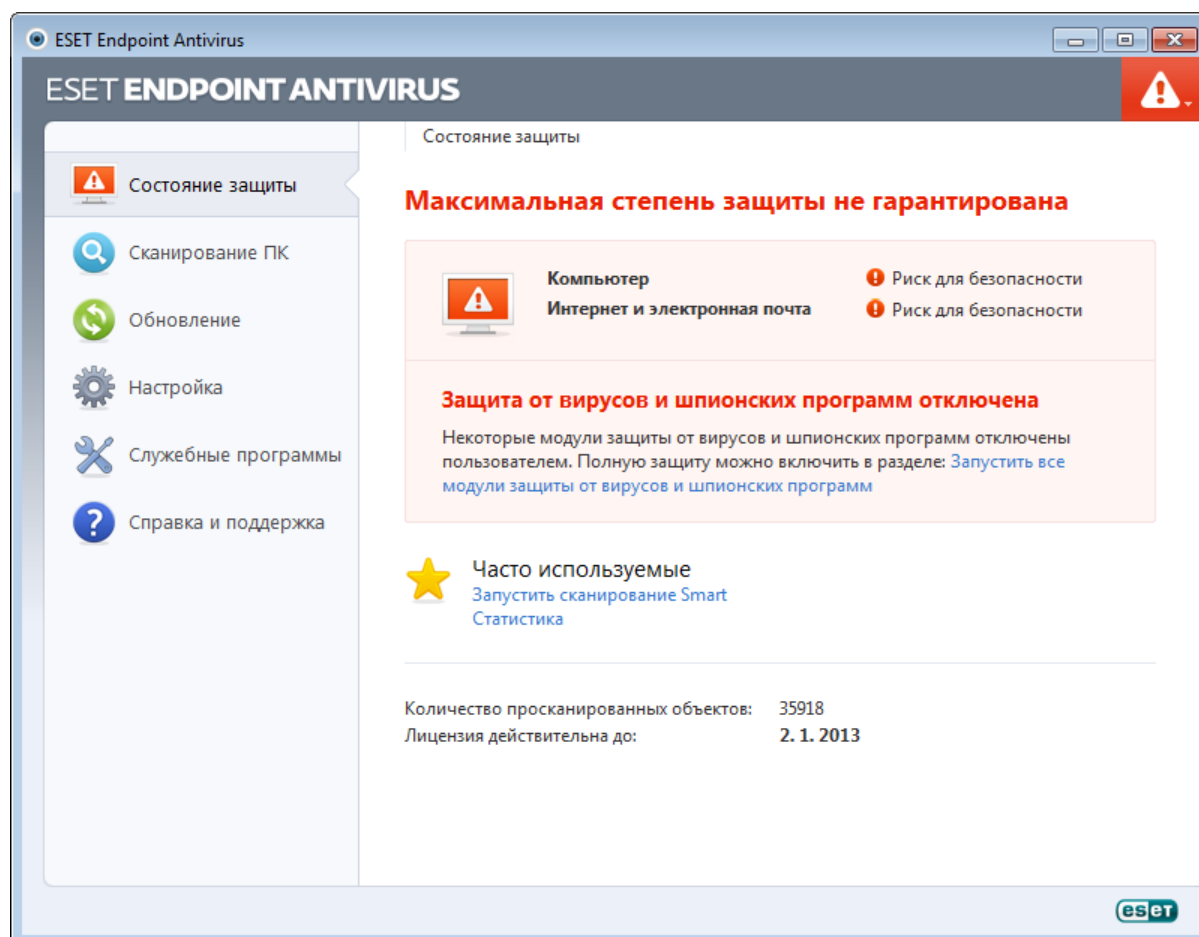 ESET Endpoint Antivirus
ESET ENDPOINT ANTIVIRUS
Состояние защиты
Сканирование ПК
Обновление
Настройка
Служебные программы
Справка и поддержка
Состояние защиты
Максимальная степень защиты не гарантирована
Компьютер Риск для безопасности
Интернет и электронная почта Риск для безопасности
Защита от вирусов и шпионских программ отключена
Некоторые модули защиты от вирусов и шпионских программ отключены
пользователем. Полную защиту можно включить в разделе: Запустить все
модули защиты от вирусов и шпионских программ
Часто используемые
Запустить сканирование Smart
Статистика
Количество просканированных объектов: 35918
Лицензия действительна до: 2. 1. 2013
eseT